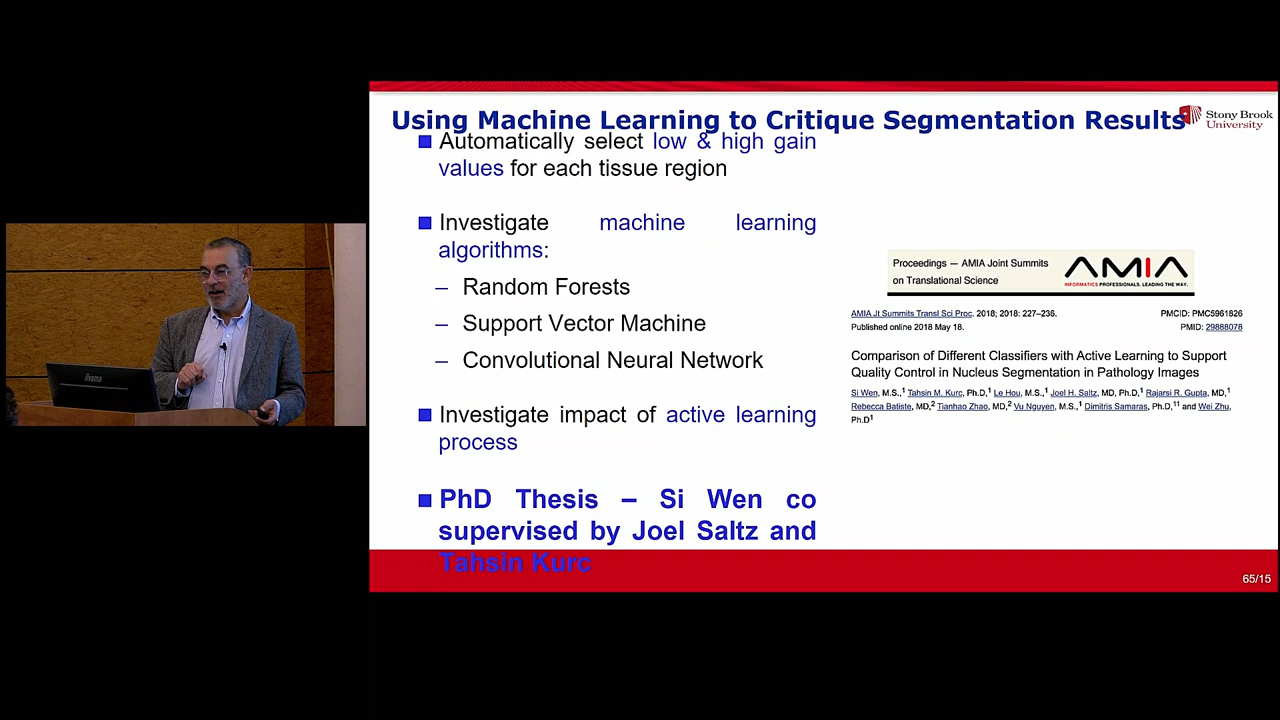 Using Machine Learning to Critique Segmentation Results
Stony Brook
University
Automatically select low & high gain
values for each tissue region
Investigate machine learning
algorithms:
– Random Forests
– Support Vector Machine
– Convolutional Neural Network
Investigate impact of active learning
process
PhD Thesis – Si Wen co
supervised by Joel Saltz and
Tahsin Kurc
Proceedings — AMIA Joint Summits
on Translational Science
AMIA
INFORMATICS PROFESSIONALS. LEADING THE WAY.
AMIA Jt Summits Transl Sci Proc. 2018; 2018: 227–236.
Published online 2018 May 18.
PMCID: PMC5961826
PMID: 29888078
Comparison of Different Classifiers with Active Learning to Support
Quality Control in Nucleus Segmentation in Pathology Images
Si Wen, M.S.,1 Tahsin M. Kurc, Ph.D,1 Le Hou, M.S.,1 Joel H. Saltz, MD, Ph.D,1 Rajarsi R. Gupta, MD,1
Rebecca Batiste, MD,2 Tianhao Zhao, MD,2 Vu Nguyen, M.S.,1 Dimitris Samaras, Ph.D,11 and Wei Zhu,
Ph.D1
65/15
iiyama